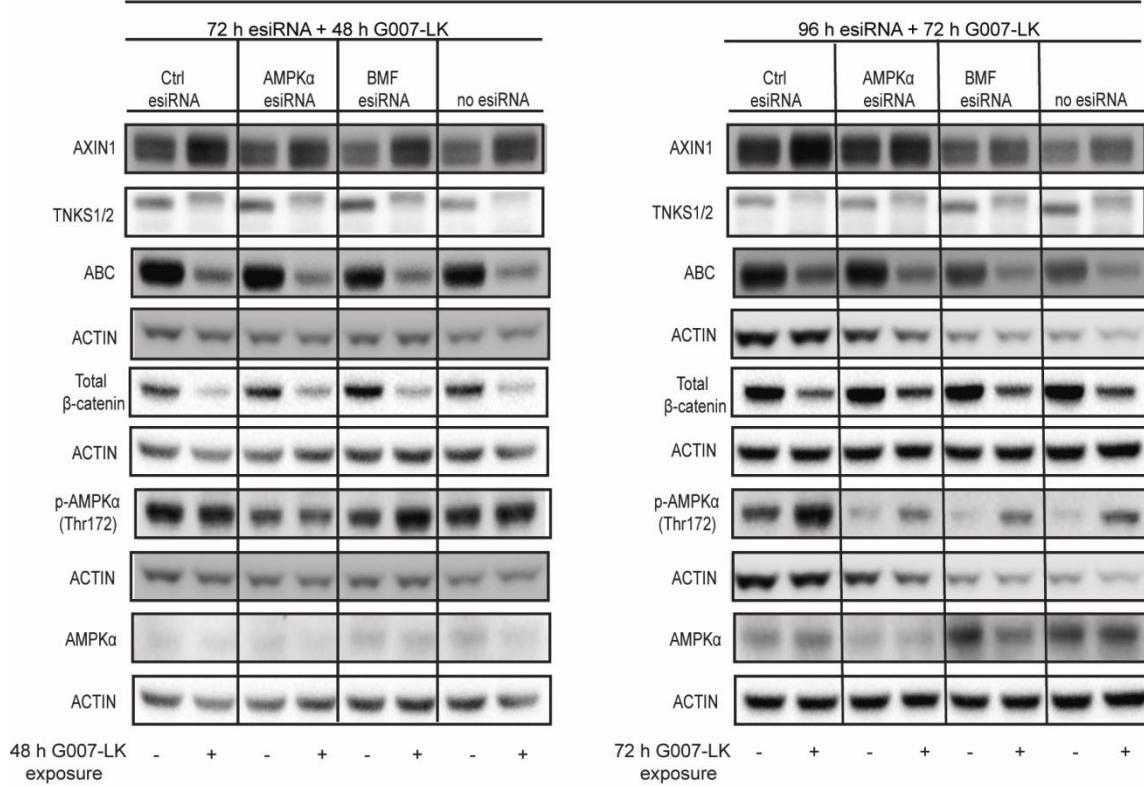 72 h esiRNA + 48 h G007-LK
Ctrl esiRNA
AMPKα esiRNA
BMF esiRNA
no esiRNA
AXIN1
TNKS1/2
ABC
ACTIN
Total
β-catenin
ACTIN
p-AMPKα
(Thr172)
ACTIN
AMPKα
ACTIN
48 h G007-LK - + - + - + - +
exposure
96 h esiRNA + 72 h G007-LK
Ctrl esiRNA
AMPKα esiRNA
BMF esiRNA
no esiRNA
AXIN1
TNKS1/2
ABC
ACTIN
Total
β-catenin
ACTIN
p-AMPKα
(Thr172)
ACTIN
AMPKα
ACTIN
72 h G007-LK - + - + - + - +
exposure